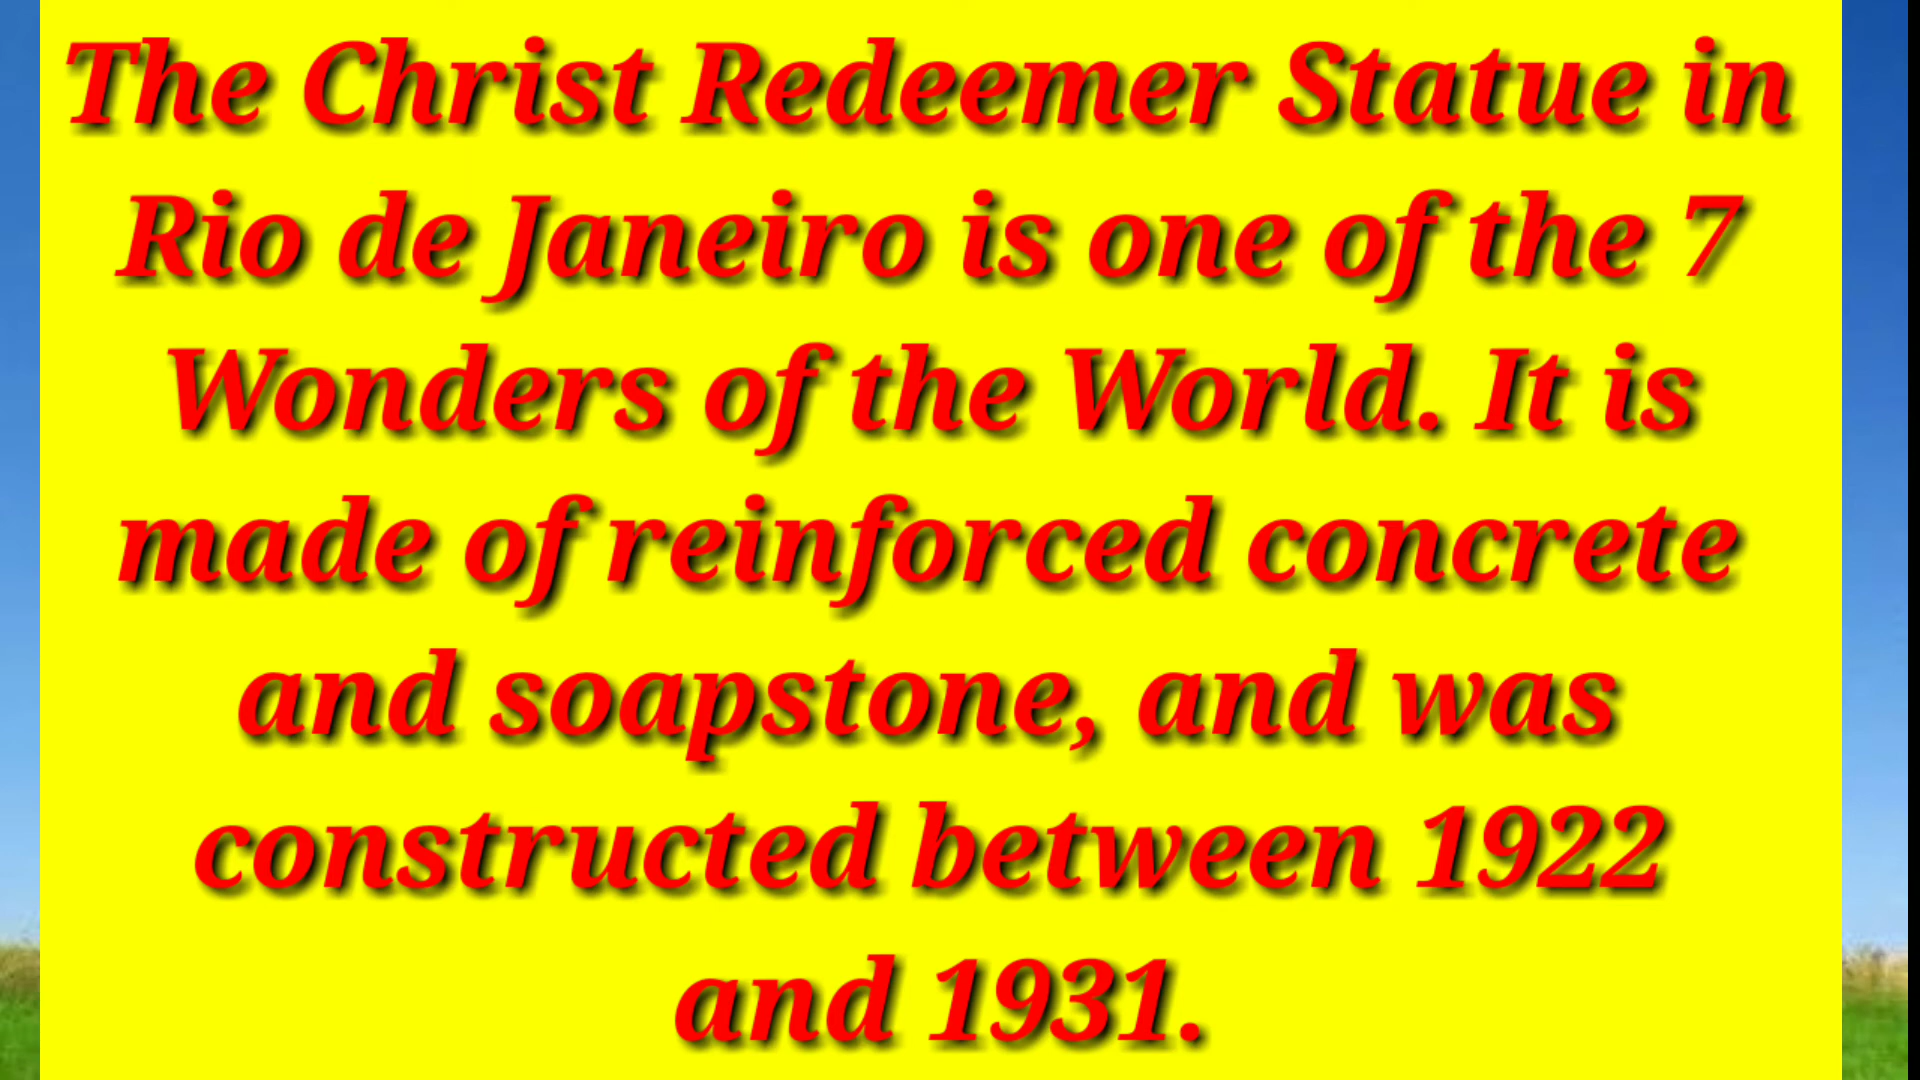 The Christ Redeemer Statue in
Rio de Janeiro is one of the 7
Wonders of the World. It is
made of reinforced concrete
and soapstone, and was
constructed between 1922
and 1931.